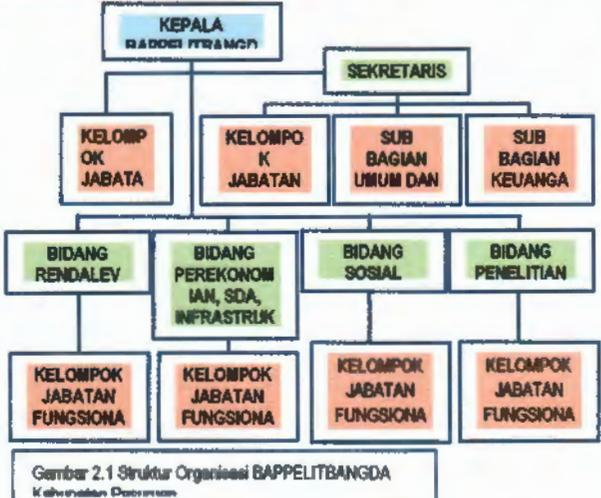 KEPALA
BAPPELITBANGD
SEKRETARIS
KELOMP
OK
JABATA
KELOMPO
K
JABATAN
SUB
BAGIAN
UMUM DAN
SUB
BAGIAN
KEUANGA
BIDANG
RENDALEV
BIDANG
PEREKONOM
IAN, SDA,
INFRASTRUK
BIDANG
SOSIAL
BIDANG
PENELITIAN
KELOMPOK
JABATAN
FUNGSIONA
KELOMPOK
JABATAN
FUNGSIONA
KELOMPOK
JABATAN
FUNGSIONA
KELOMPOK
JABATAN
FUNGSIONA
Gambar 2.1 Struktur Organisasi BAPPELITBANGDA
Kabupaten